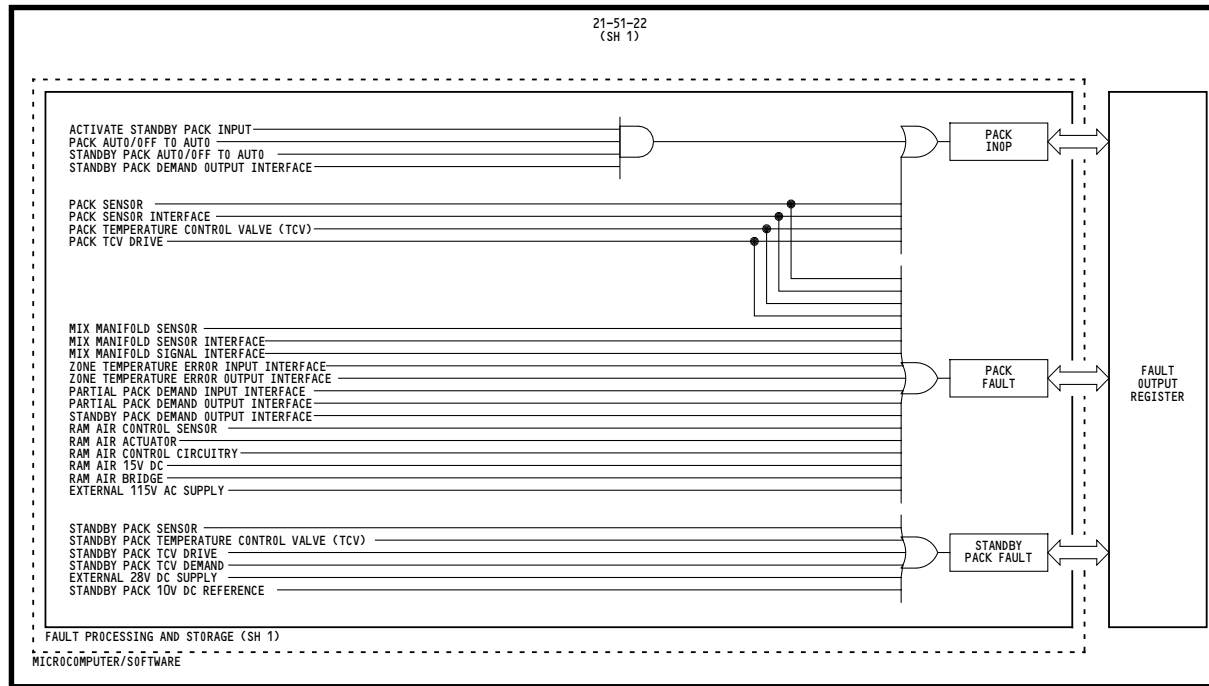 21-51-22
(SH 1)
ACTIVATE STANDBY PACK INPUT
PACK AUTO/OFF TO AUTO
STANDBY PACK AUTO/OFF TO AUTO
STANDBY PACK DEMAND OUTPUT INTERFACE
PACK
INOP
PACK SENSOR
PACK SENSOR INTERFACE
PACK TEMPERATURE CONTROL VALVE (TCV)
PACK TCV DRIVE
MIX MANIFOLD SENSOR
MIX MANIFOLD SENSOR INTERFACE
MIX MANIFOLD SIGNAL INTERFACE
ZONE TEMPERATURE ERROR INPUT INTERFACE
ZONE TEMPERATURE ERROR OUTPUT INTERFACE
PARTIAL PACK DEMAND INPUT INTERFACE
PARTIAL PACK DEMAND OUTPUT INTERFACE
STANDBY PACK DEMAND OUTPUT INTERFACE
RAM AIR CONTROL SENSOR
RAM AIR ACTUATOR
RAM AIR CONTROL CIRCUITRY
RAM AIR 15V DC
RAM AIR BRIDGE
EXTERNAL 115V AC SUPPLY
PACK
FAULT
FAULT
OUTPUT
REGISTER
STANDBY PACK SENSOR
STANDBY PACK TEMPERATURE CONTROL VALVE (TCV)
STANDBY PACK TCV DRIVE
STANDBY PACK TCV DEMAND
EXTERNAL 28V DC SUPPLY
STANDBY PACK 10V DC REFERENCE
STANDBY
PACK FAULT
FAULT PROCESSING AND STORAGE (SH 1)
MICROCOMPUTER/SOFTWARE